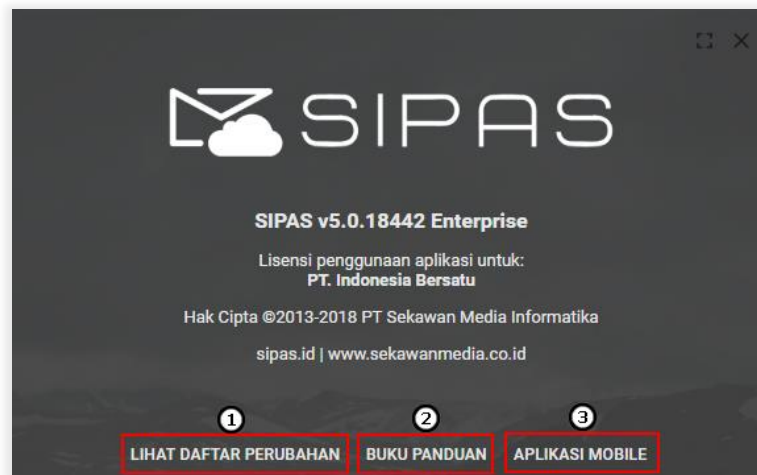 SIPAS
SIPAS v5.0.18442 Enterprise
Lisensi penggunaan aplikasi untuk:
PT. Indonesia Bersatu
Hak Cipta ©2013-2018 PT Sekawan Media Informatika
sipas.id | www.sekawanmedia.co.id
1 2 3
LIHAT DAFTAR PERUBAHAN BUKU PANDUAN APLIKASI MOBILE